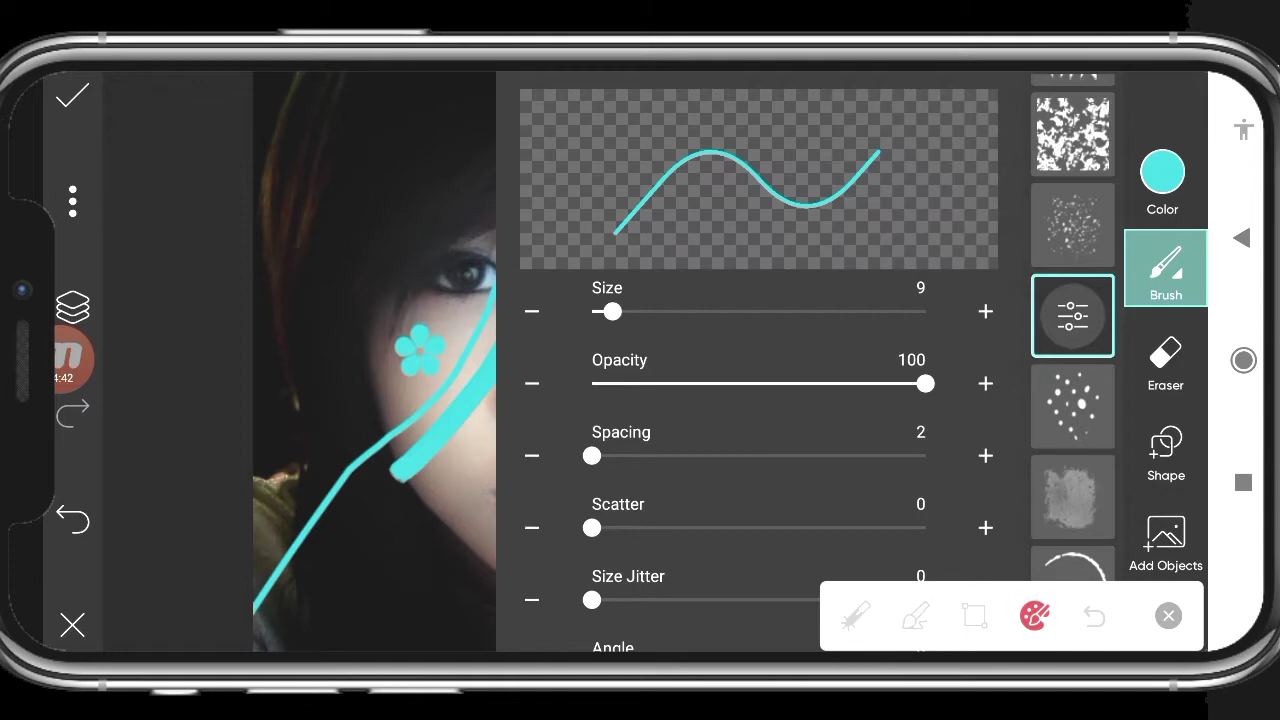 Size 9
Opacity 100
Spacing 2
Scatter 0
Size Jitter 0
Angle
Color
Brush
Eraser
Shape
Add Objects
4:42